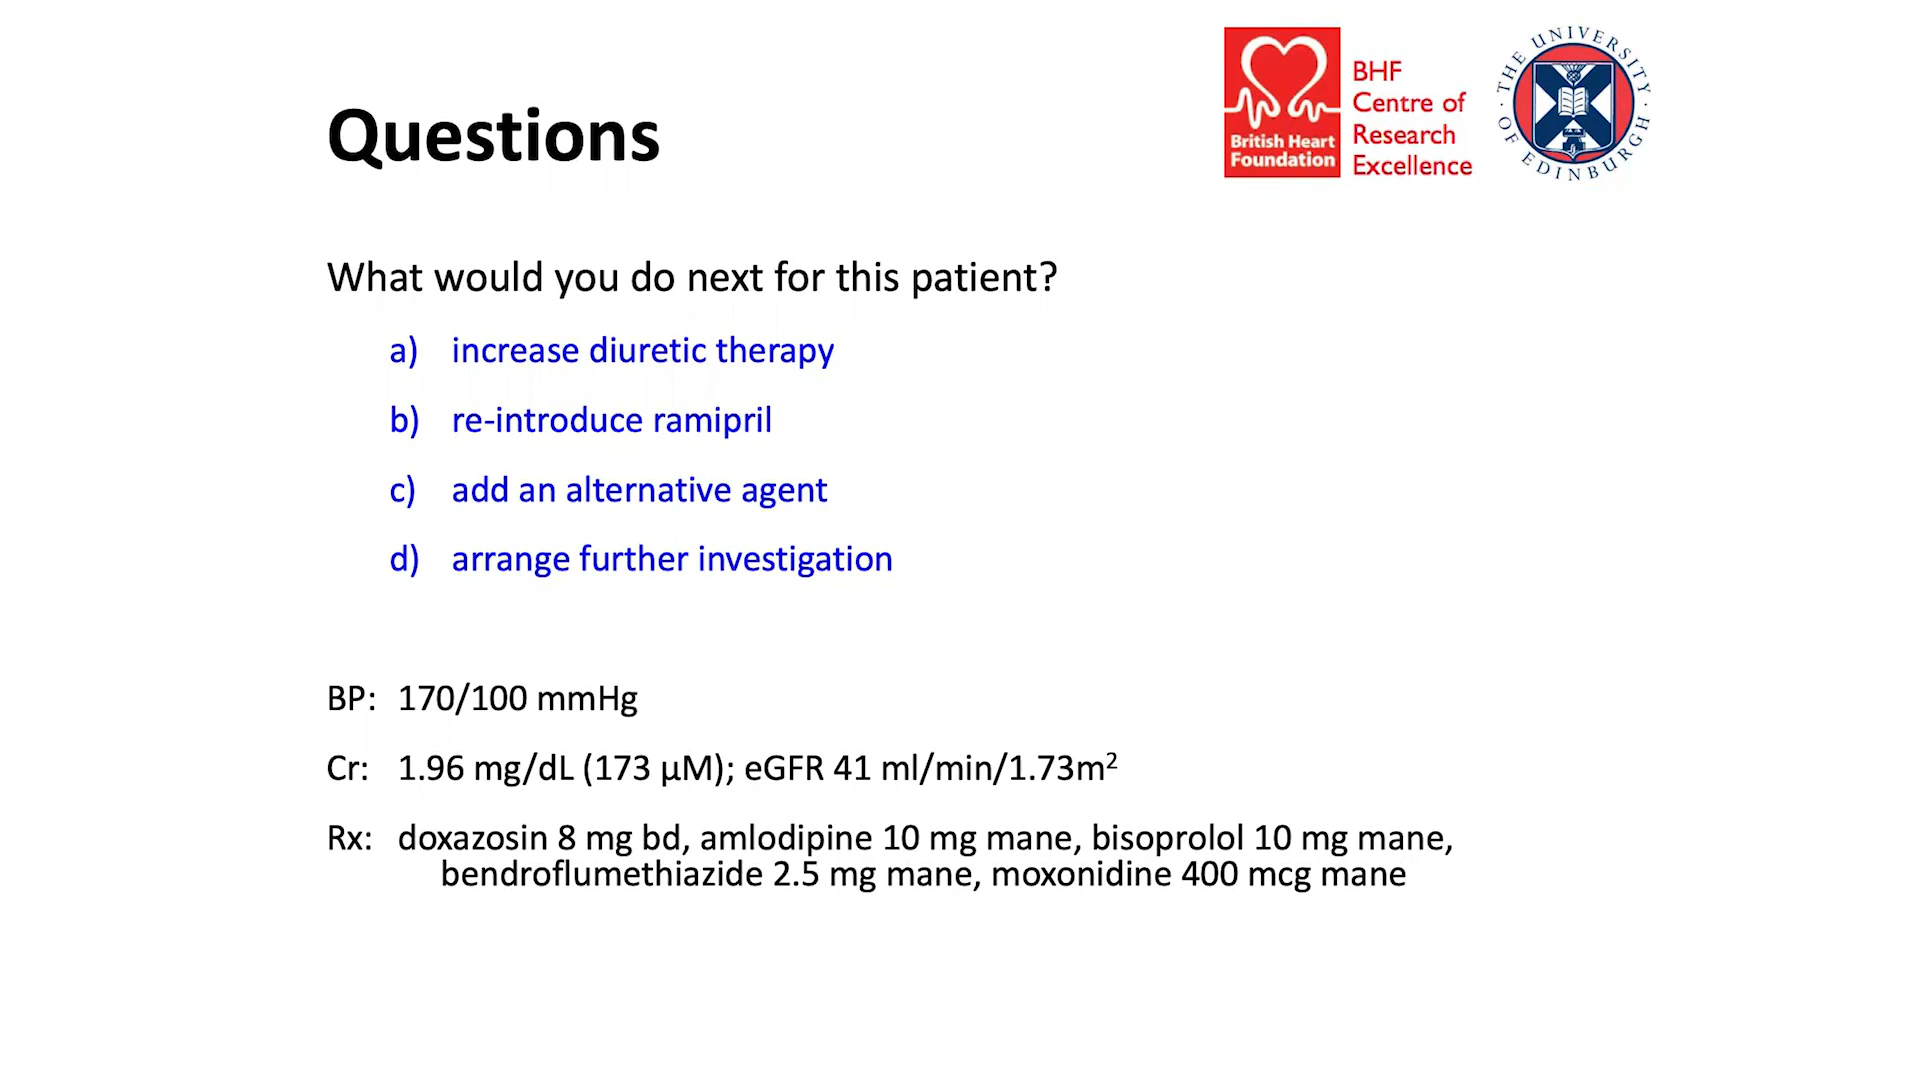 Questions
British Heart
Foundation
BHF
Centre of
Research
Excellence
THE UNIVERSITY OF EDINBURGH
What would you do next for this patient?
a) increase diuretic therapy
b) re-introduce ramipril
c) add an alternative agent
d) arrange further investigation
BP: 170/100 mmHg
Cr: 1.96 mg/dL (173 µM); eGFR 41 ml/min/1.73m²
Rx: doxazosin 8 mg bd, amlodipine 10 mg mane, bisoprolol 10 mg mane,
bendroflumethiazide 2.5 mg mane, moxonidine 400 mcg mane